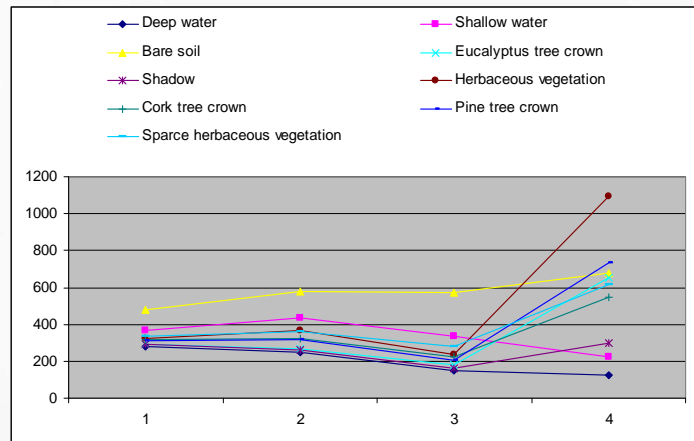 Deep water Shallow water
Bare soil Eucalyptus tree crown
Shadow Herbaceous vegetation
Cork tree crown Pine tree crown
Sparce herbaceous vegetation
1200
1000
800
600
400
200
0
1 2 3 4